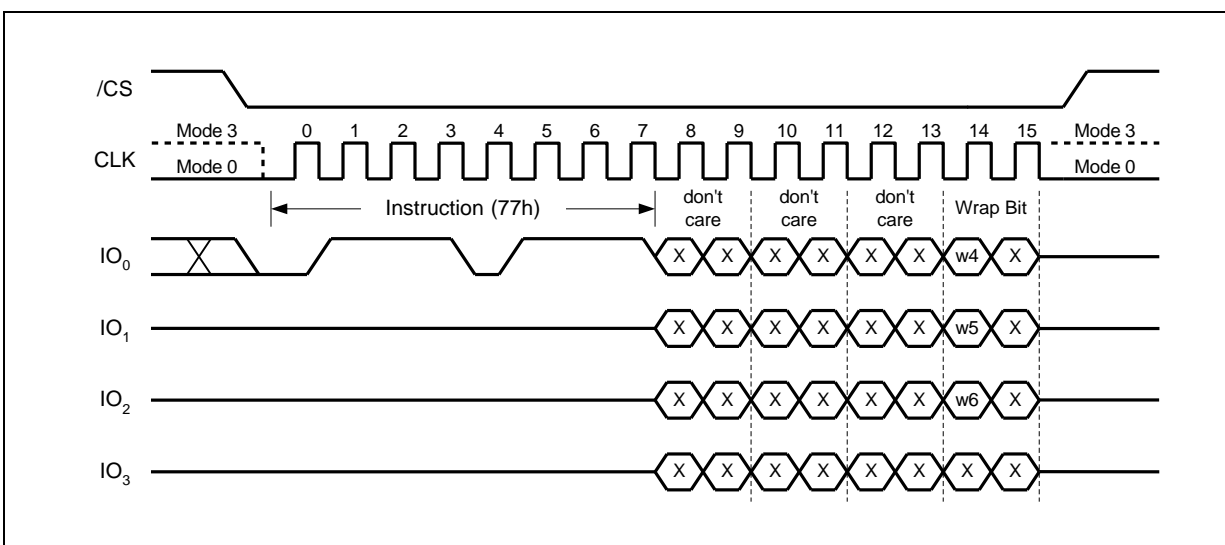 /CS
Mode 3 0 1 2 3 4 5 6 7 8 9 10 11 12 13 14 15 Mode 3
CLK
Mode 0 Mode 0
Instruction (77h) don't care don't care don't care Wrap Bit
IO0 X X X X X X w4 X
IO1 X X X X X X w5 X
IO2 X X X X X X w6 X
IO3 X X X X X X X X